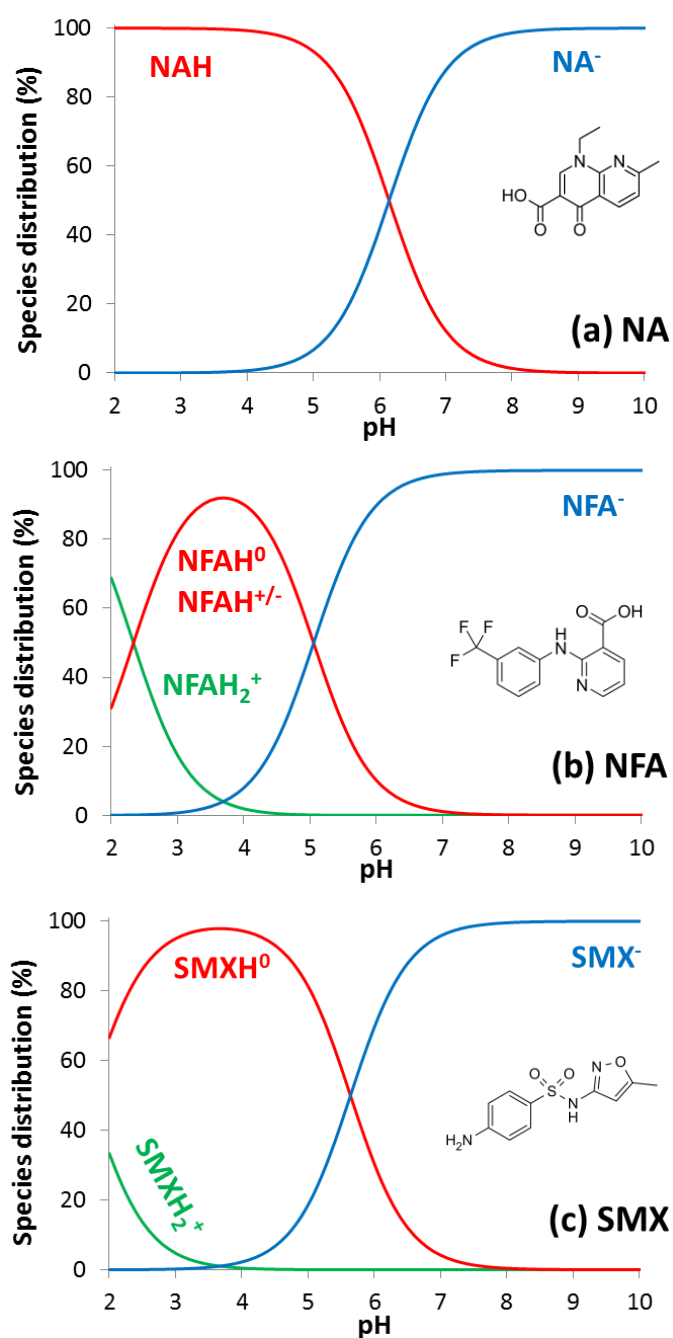 Species distribution (%)
100
80
60
40
20
0
NAH
NA-
HO
O
O
N
N
(a) NA
2 3 4 5 6 7 8 9 10
pH
Species distribution (%)
100
80
60
40
20
0
NFAH⁰
NFAH⁺/⁻
NFAH₂⁺
NFA⁻
F
F
F
H
N
O
OH
N
(b) NFA
2 3 4 5 6 7 8 9 10
pH
Species distribution (%)
100
80
60
40
20
0
SMXH⁰
SMXH₂⁺
SMX⁻
O O
S
N
H
N O
H₂N
(c) SMX
2 3 4 5 6 7 8 9 10
pH